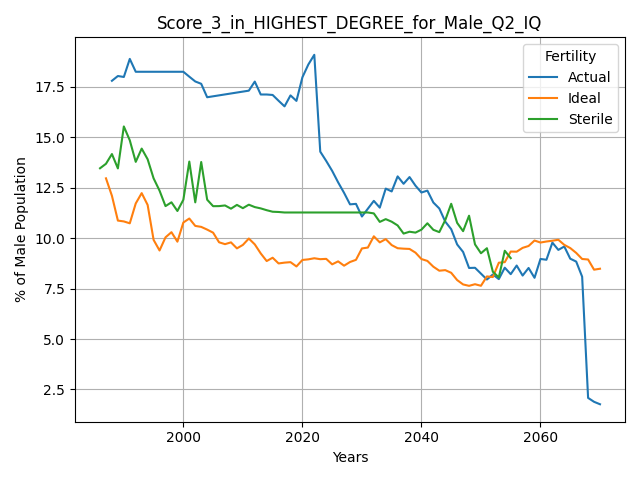 Score_3_in_HIGHEST_DEGREE_for_Male_Q2_IQ
% of Male Population
17.5
15.0
12.5
10.0
7.5
5.0
2.5
Fertility
Actual
Ideal
Sterile
2000
2020
2040
2060
Years